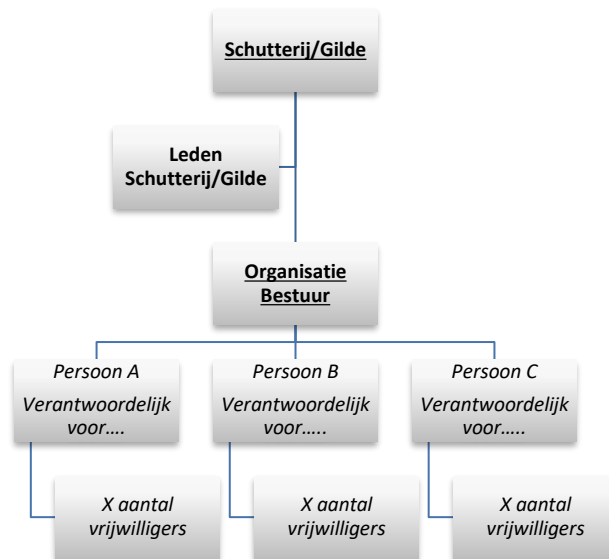 Schutterij/Gilde
Leden
Schutterij/Gilde
Organisatie
Bestuur
Persoon A
Verantwoordelijk
voor….
Persoon B
Verantwoordelijk
voor…..
Persoon C
Verantwoordelijk
voor…..
X aantal
vrijwilligers
X aantal
vrijwilligers
X aantal
vrijwilligers